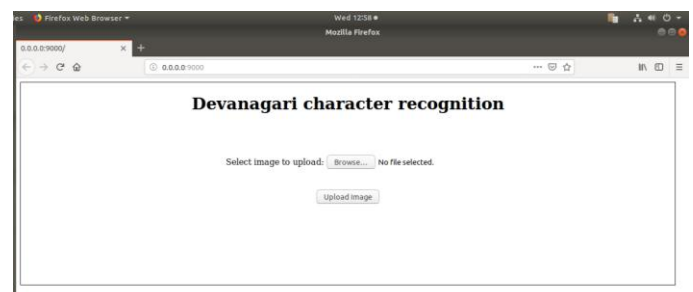 es Firefox Web Browser
Wed 12:58
Mozilla Firefox
0.0.0.0:9000/
0.0.0.0:9000
Devanagari character recognition
Select image to upload: Browse... No file selected.
Upload Image